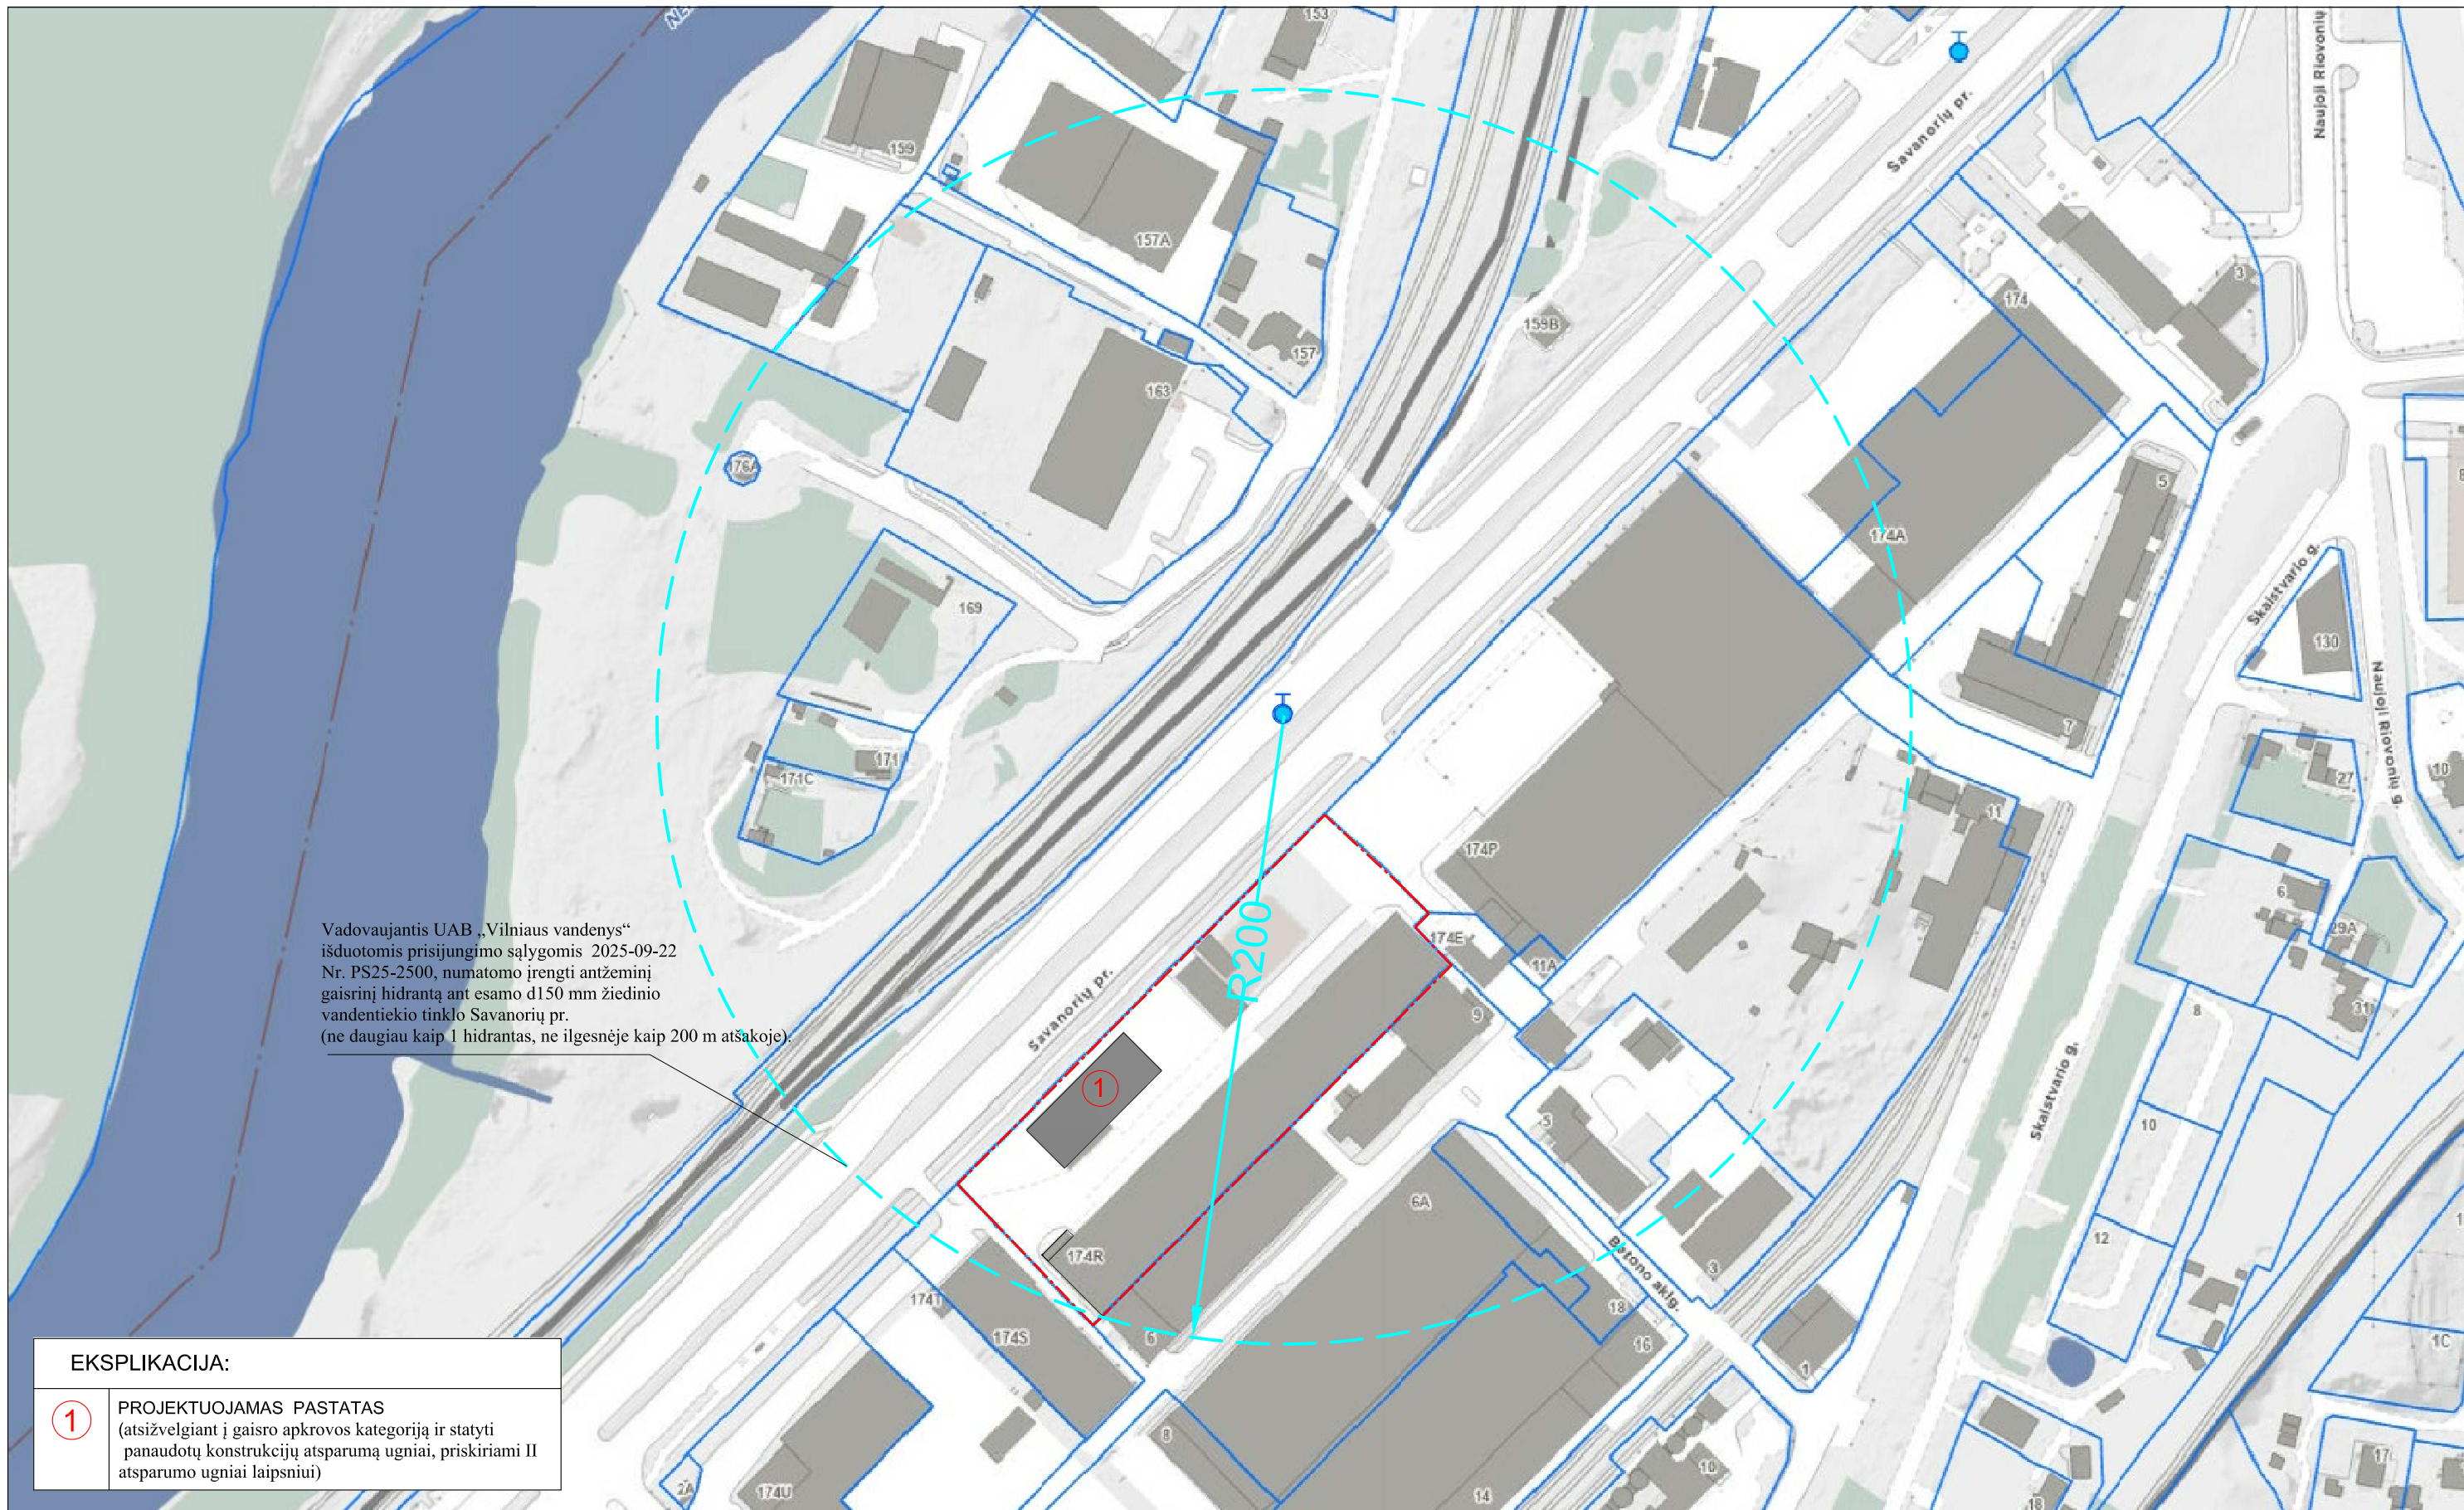 153
Naujoji Riovonių
159
Savanorių pr.
157A
3
174
159B
157
163
176A
5
174A
Skaistvario g.
169
130
Naujoji Riovonių g.
171
171C
7
27
10
11
174P
6
29A
174E
11A
9
31
8
R200
Vadovaujantis UAB „Vilniaus vandenys“
išduotomis prisijungimo sąlygomis 2025-09-22
Nr. PS25-2500, numatomo įrengti antžeminį
gaisrinį hidrantą ant esamo d150 mm žiedinio
vandentiekio tinklo Savanorių pr.
(ne daugiau kaip 1 hidrantas, ne ilgesnėje kaip 200 m atšakoje).
Savanorių pr.
1
Skaistvario g.
5
10
6A
12
174R
Betono aklg.
3
18
174T
174S
6
16
1
1C
EKSPLIKACIJA:
1
PROJEKTUOJAMAS PASTATAS
(atsižvelgiant į gaisro apkrovos kategoriją ir statyti
panaudotų konstrukcijų atsparumą ugniai, priskiriami II
atsparumo ugniai laipsniui)
8
2A
174U
14
10
17
18